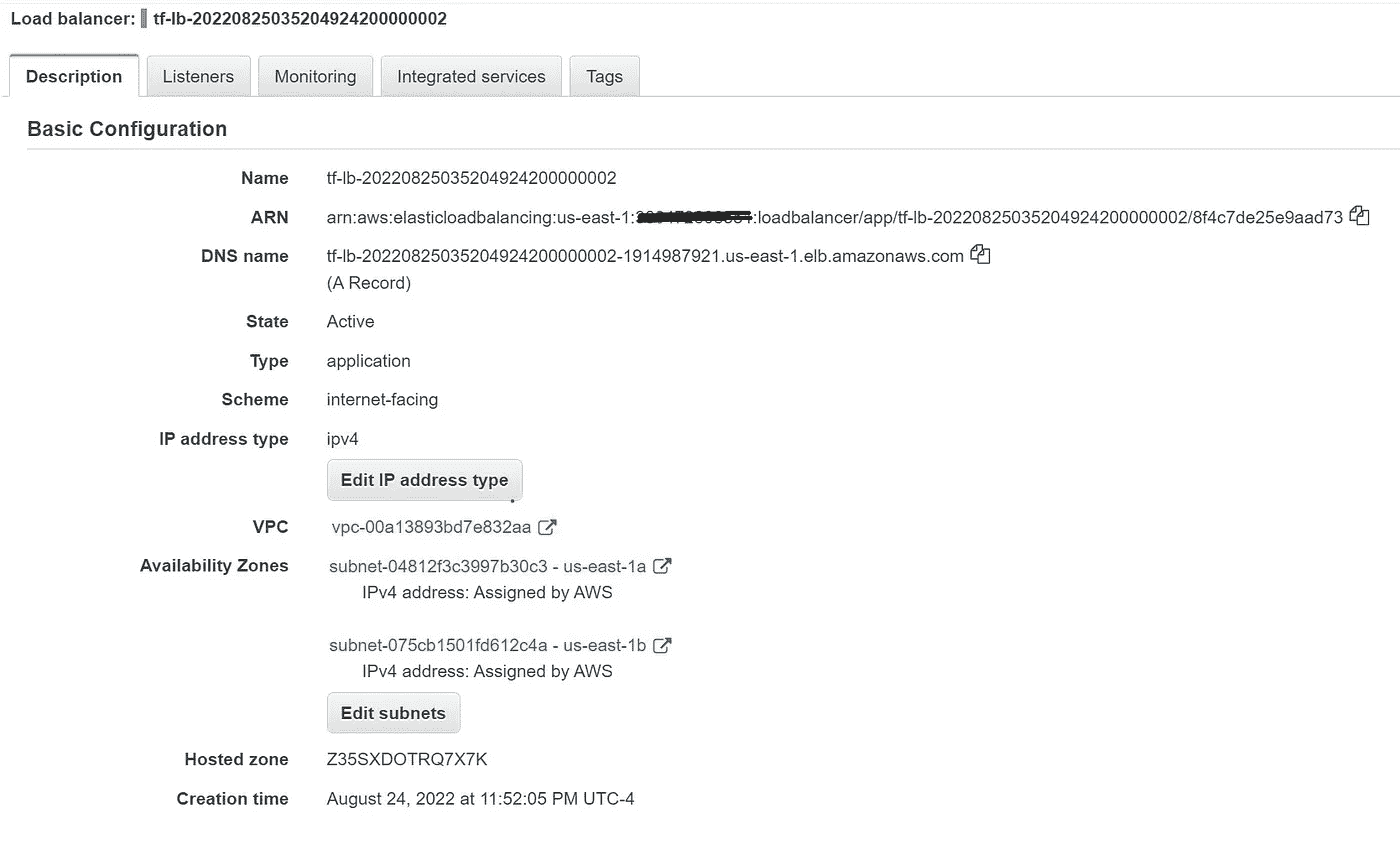 Load balancer: tf-lb-20220825035204924200000002
Description Listeners Monitoring Integrated services Tags
Basic Configuration
Name tf-lb-20220825035204924200000002
ARN arn:aws:elasticloadbalancing:us-east-1: :loadbalancer/app/tf-lb-20220825035204924200000002/8f4c7de25e9aad73
DNS name tf-lb-20220825035204924200000002-1914987921.us-east-1.elb.amazonaws.com
(A Record)
State Active
Type application
Scheme internet-facing
IP address type ipv4
Edit IP address type
VPC vpc-00a13893bd7e832aa
Availability Zones subnet-04812f3c3997b30c3 - us-east-1a
IPv4 address: Assigned by AWS
subnet-075cb1501fd612c4a - us-east-1b
IPv4 address: Assigned by AWS
Edit subnets
Hosted zone Z35SXDOTRQ7X7K
Creation time August 24, 2022 at 11:52:05 PM UTC-4